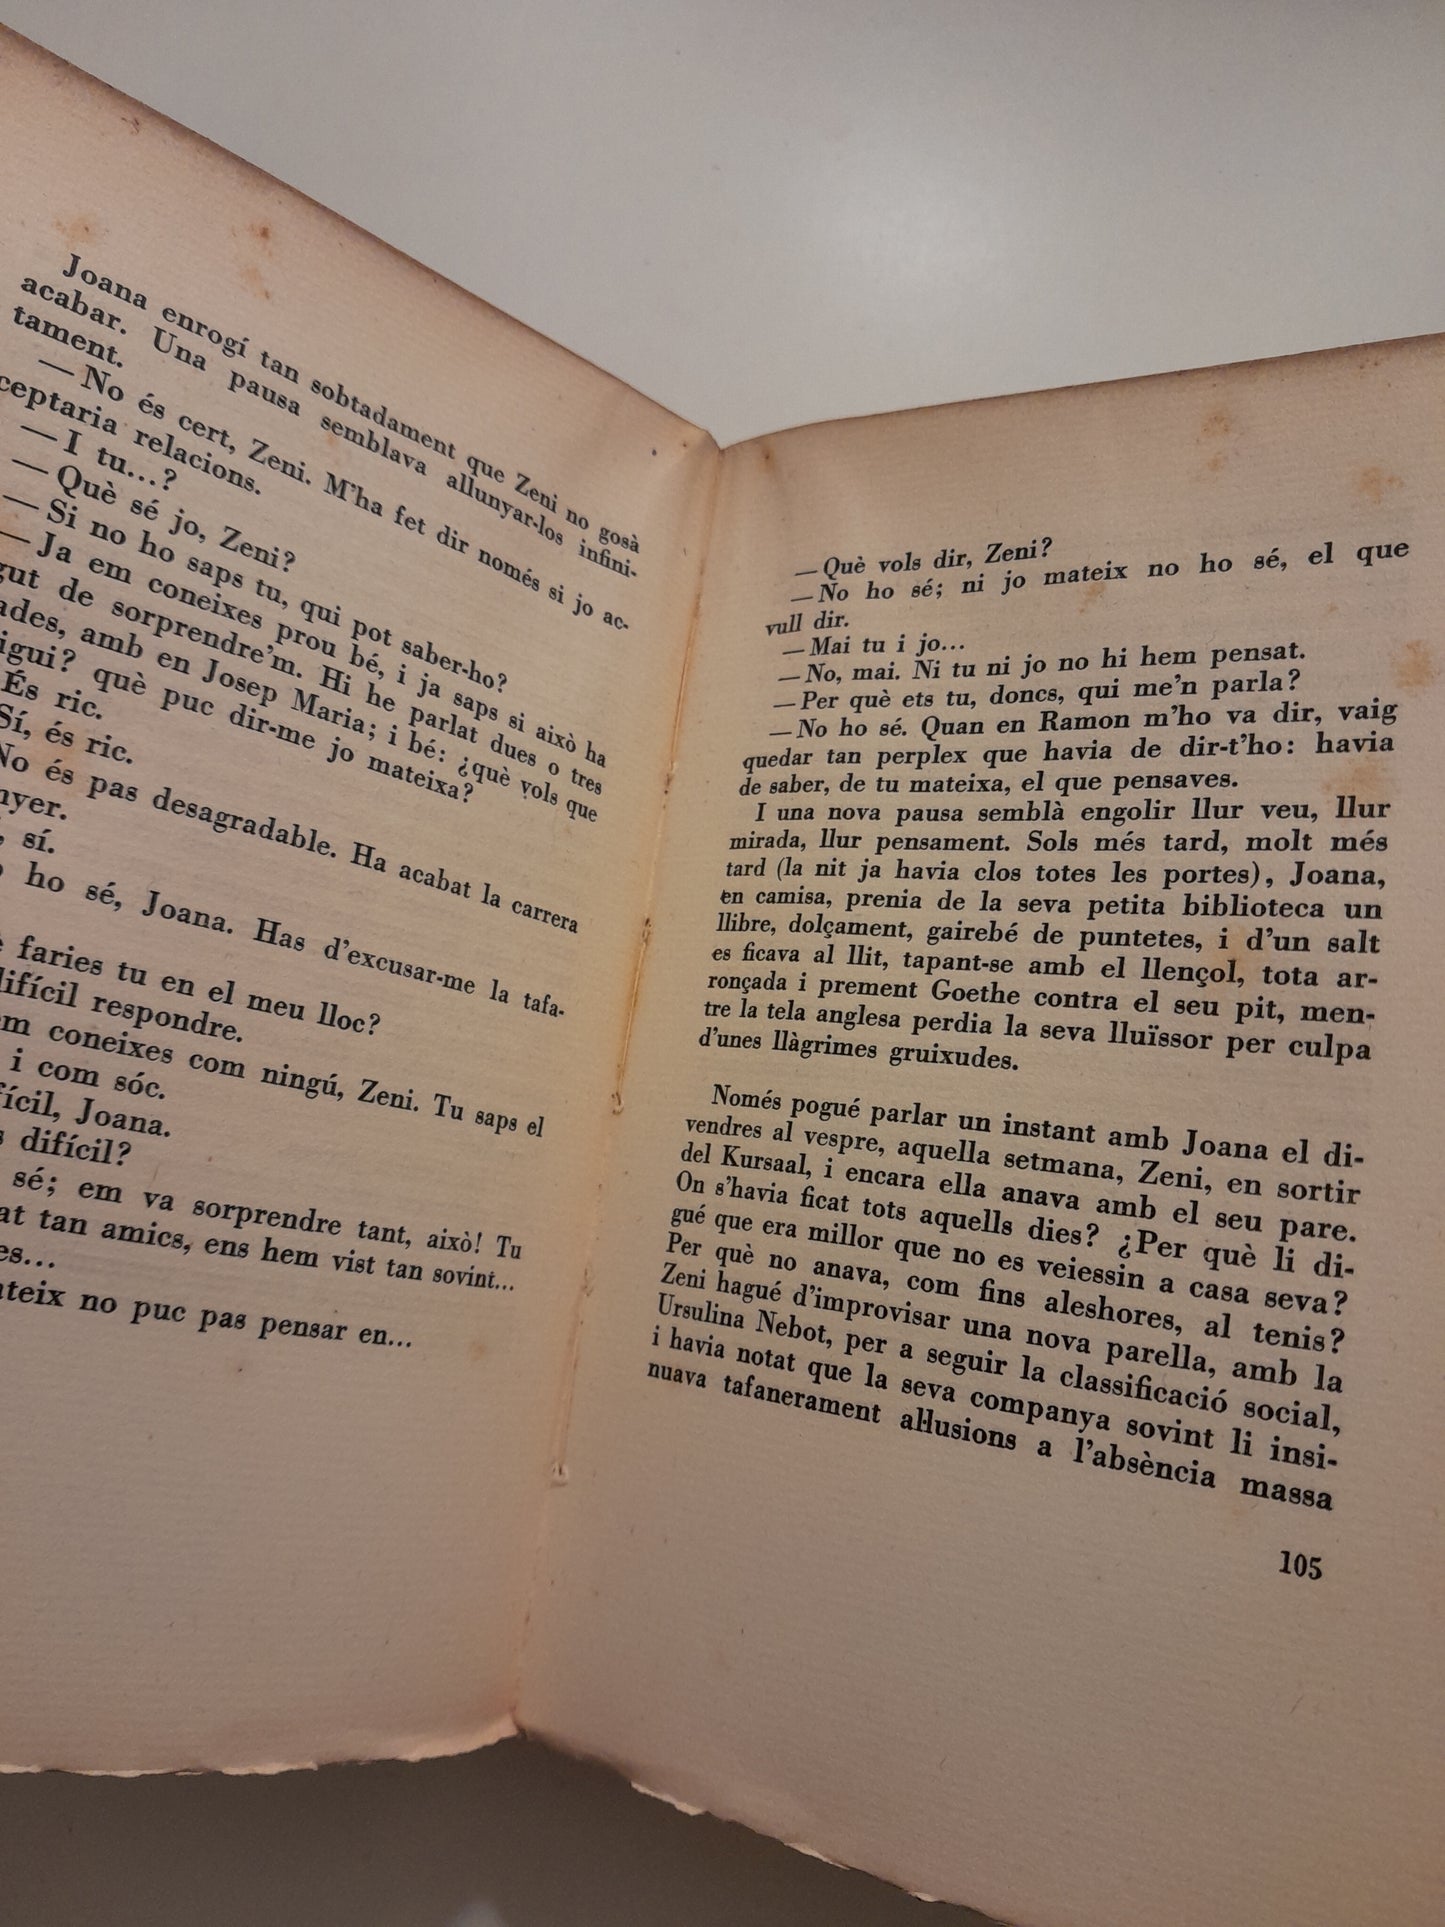 Joana enrogí tan sobtadament que Zeni no gosà
acabar. Una pausa semblava allunyar-los infini-
tament.
—No és cert, Zeni. M'ha fet dir només si jo ac-
ceptaria relacions.
—I tu...?
—Què sé jo, Zeni?
—Si no ho saps tu, qui pot saber-ho?
—Ja em coneixes prou bé, i ja saps si això ha
gut de sorprendre'm. Hi he parlat dues o tres
ades, amb en Josep Maria; i bé: ¿què vols que
igui? què puc dir-me jo mateixa?
És ric.
Sí, és ric.
No és pas desagradable. Ha acabat la carrera
nyer.
, sí.
ho sé, Joana. Has d'excusar-me la tafa-
faries tu en el meu lloc?
difícil respondre.
em coneixes com ningú, Zeni. Tu saps el
i com sóc.
fícil, Joana.
s difícil?
sé; em va sorprendre tant, això! Tu
at tan amics, ens hem vist tan sovint...
es...
ateix no puc pas pensar en...
—Què vols dir, Zeni?
—No ho sé; ni jo mateix no ho sé, el que
vull dir.
—Mai tu i jo...
—No, mai. Ni tu ni jo no hi hem pensat.
—Per què ets tu, doncs, qui me'n parla?
—No ho sé. Quan en Ramon m'ho va dir, vaig
quedar tan perplex que havia de dir-t'ho: havia
de saber, de tu mateixa, el que pensaves.
I una nova pausa semblà engolir llur veu, llur
mirada, llur pensament. Sols més tard, molt més
tard (la nit ja havia clos totes les portes), Joana,
en camisa, prenia de la seva petita biblioteca un
llibre, dolçament, gairebé de puntetes, i d'un salt
es ficava al llit, tapant-se amb el llençol, tota ar-
ronçada i prement Goethe contra el seu pit, men-
tre la tela anglesa perdia la seva lluïssor per culpa
d'unes llàgrimes gruixudes.
Només pogué parlar un instant amb Joana el di-
vendres al vespre, aquella setmana, Zeni, en sortir
del Kursaal, i encara ella anava amb el seu pare.
On s'havia ficat tots aquells dies? ¿Per què li di-
gué que era millor que no es veiessin a casa seva?
Per què no anava, com fins aleshores, al tenis?
Zeni hagué d'improvisar una nova parella, amb la
Ursulina Nebot, per a seguir la classificació social,
i havia notat que la seva companya sovint li insi-
nuava tafanerament al·lusions a l'absència massa
105